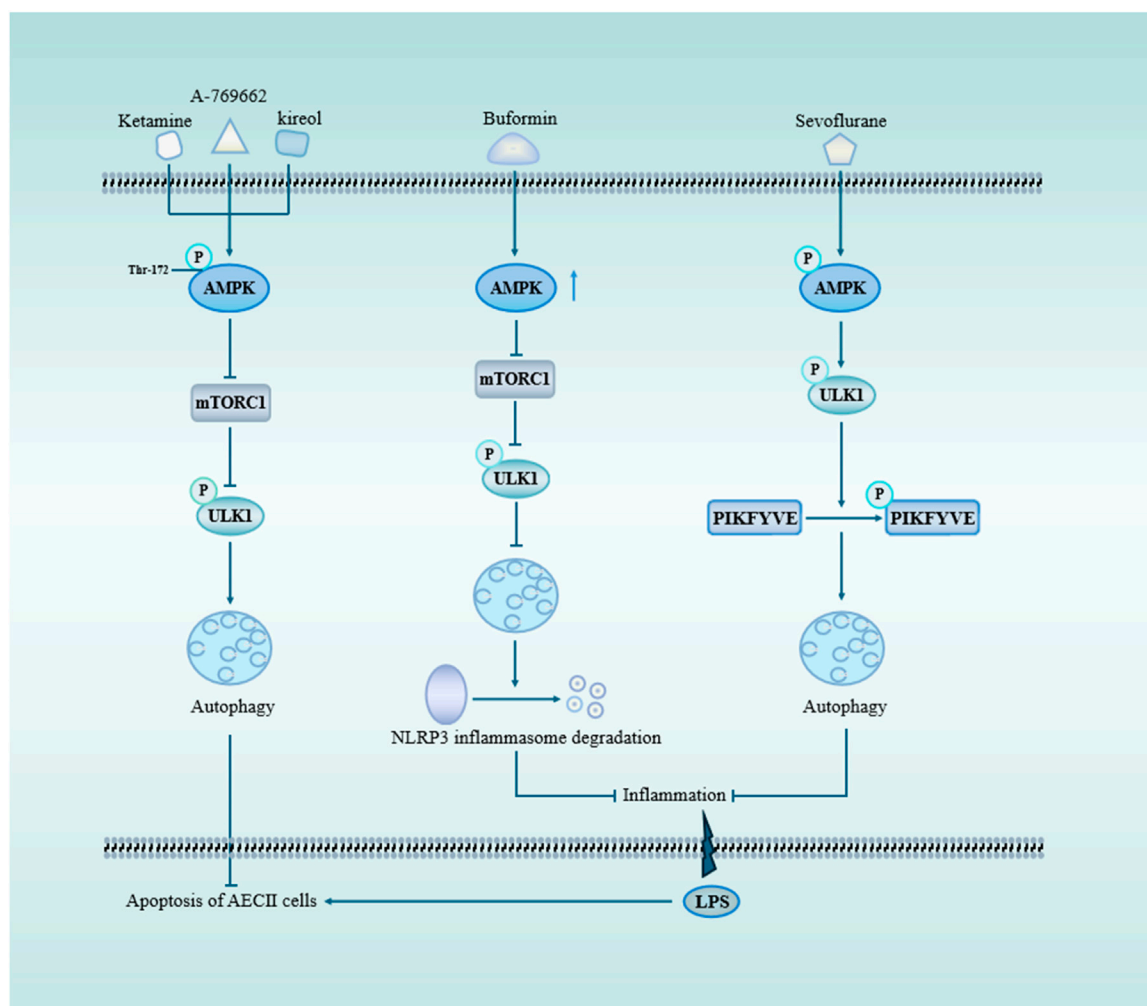 A-769662
Ketamine
kireol
Buformin
Sevoflurane
P
Thr-172
AMPK
AMPK
P
AMPK
mTORC1
mTORC1
P
ULK1
P
ULK1
P
ULK1
PIKFYVE
P
PIKFYVE
Autophagy
NLRP3 inflammasome degradation
Autophagy
Inflammation
Apoptosis of AECII cells
LPS